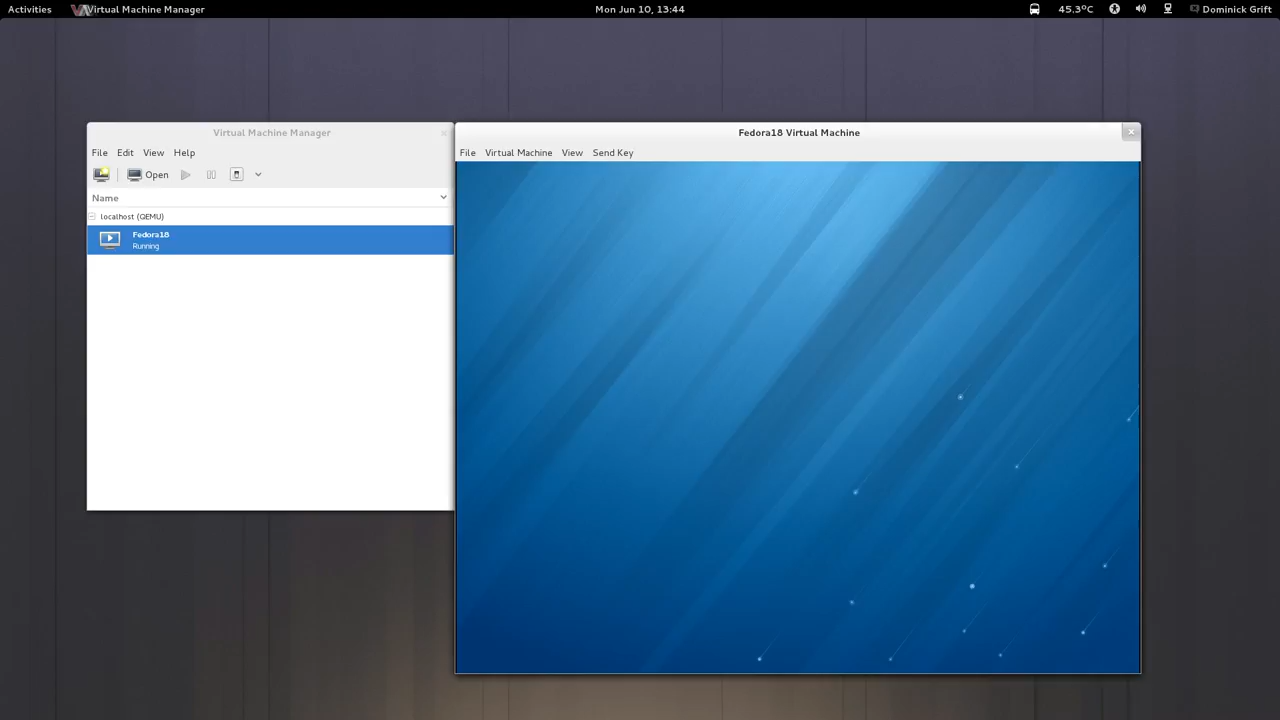 Activities Virtual Machine Manager Mon Jun 10, 13:44 45.3°C Dominick Grift
Virtual Machine Manager
File Edit View Help
Open
Name
localhost (QEMU)
Fedora18
Running
Fedora18 Virtual Machine
File Virtual Machine View Send Key